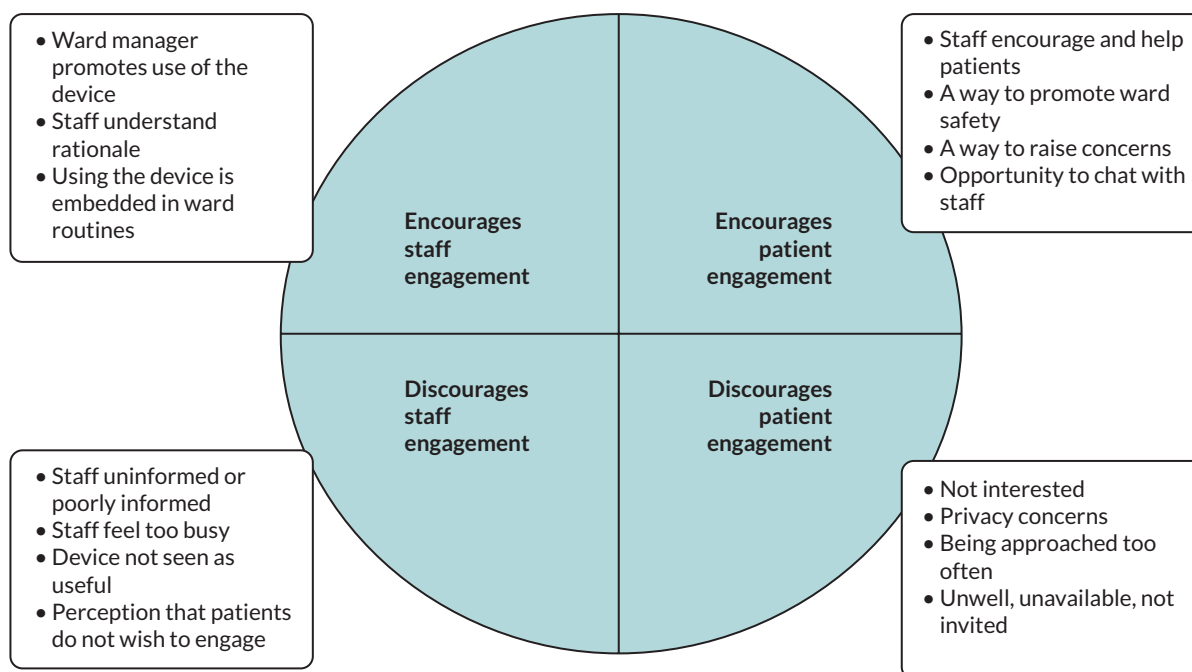 • Ward manager
promotes use of the
device
• Staff understand
rationale
• Using the device is
embedded in ward
routines
• Staff encourage and help
patients
• A way to promote ward
safety
• A way to raise concerns
• Opportunity to chat with
staff
Encourages
staff
engagement
Encourages
patient
engagement
Discourages
staff
engagement
Discourages
patient
engagement
• Staff uninformed or
poorly informed
• Staff feel too busy
• Device not seen as
useful
• Perception that patients
do not wish to engage
• Not interested
• Privacy concerns
• Being approached too
often
• Unwell, unavailable, not
invited